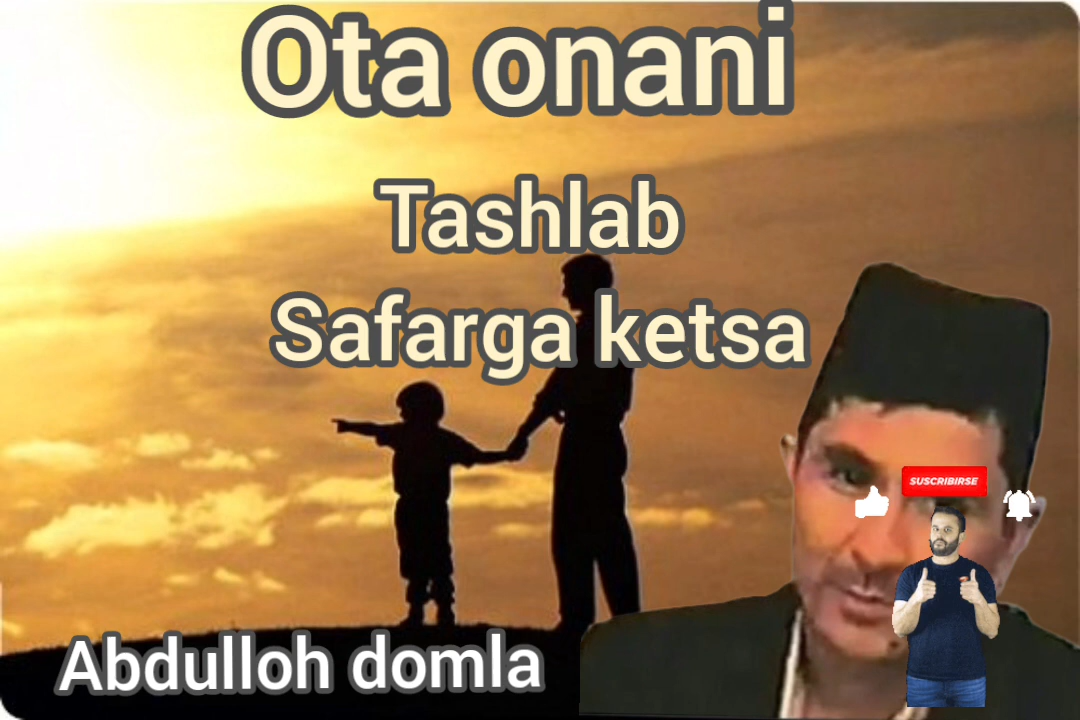 Ota onani
Tashlab
Safarga ketsa
SUSCRIBIRSE
Abdulloh domla